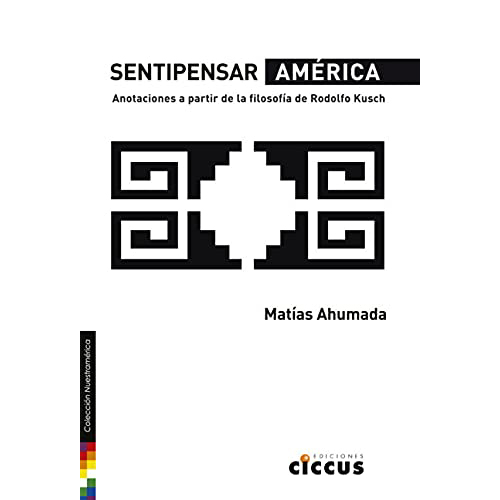 SENTIPENSAR AMÉRICA
Anotaciones a partir de la filosofía de Rodolfo Kusch
Matías Ahumada
Colección Nuestramérica
EDICIONES
CICCUS